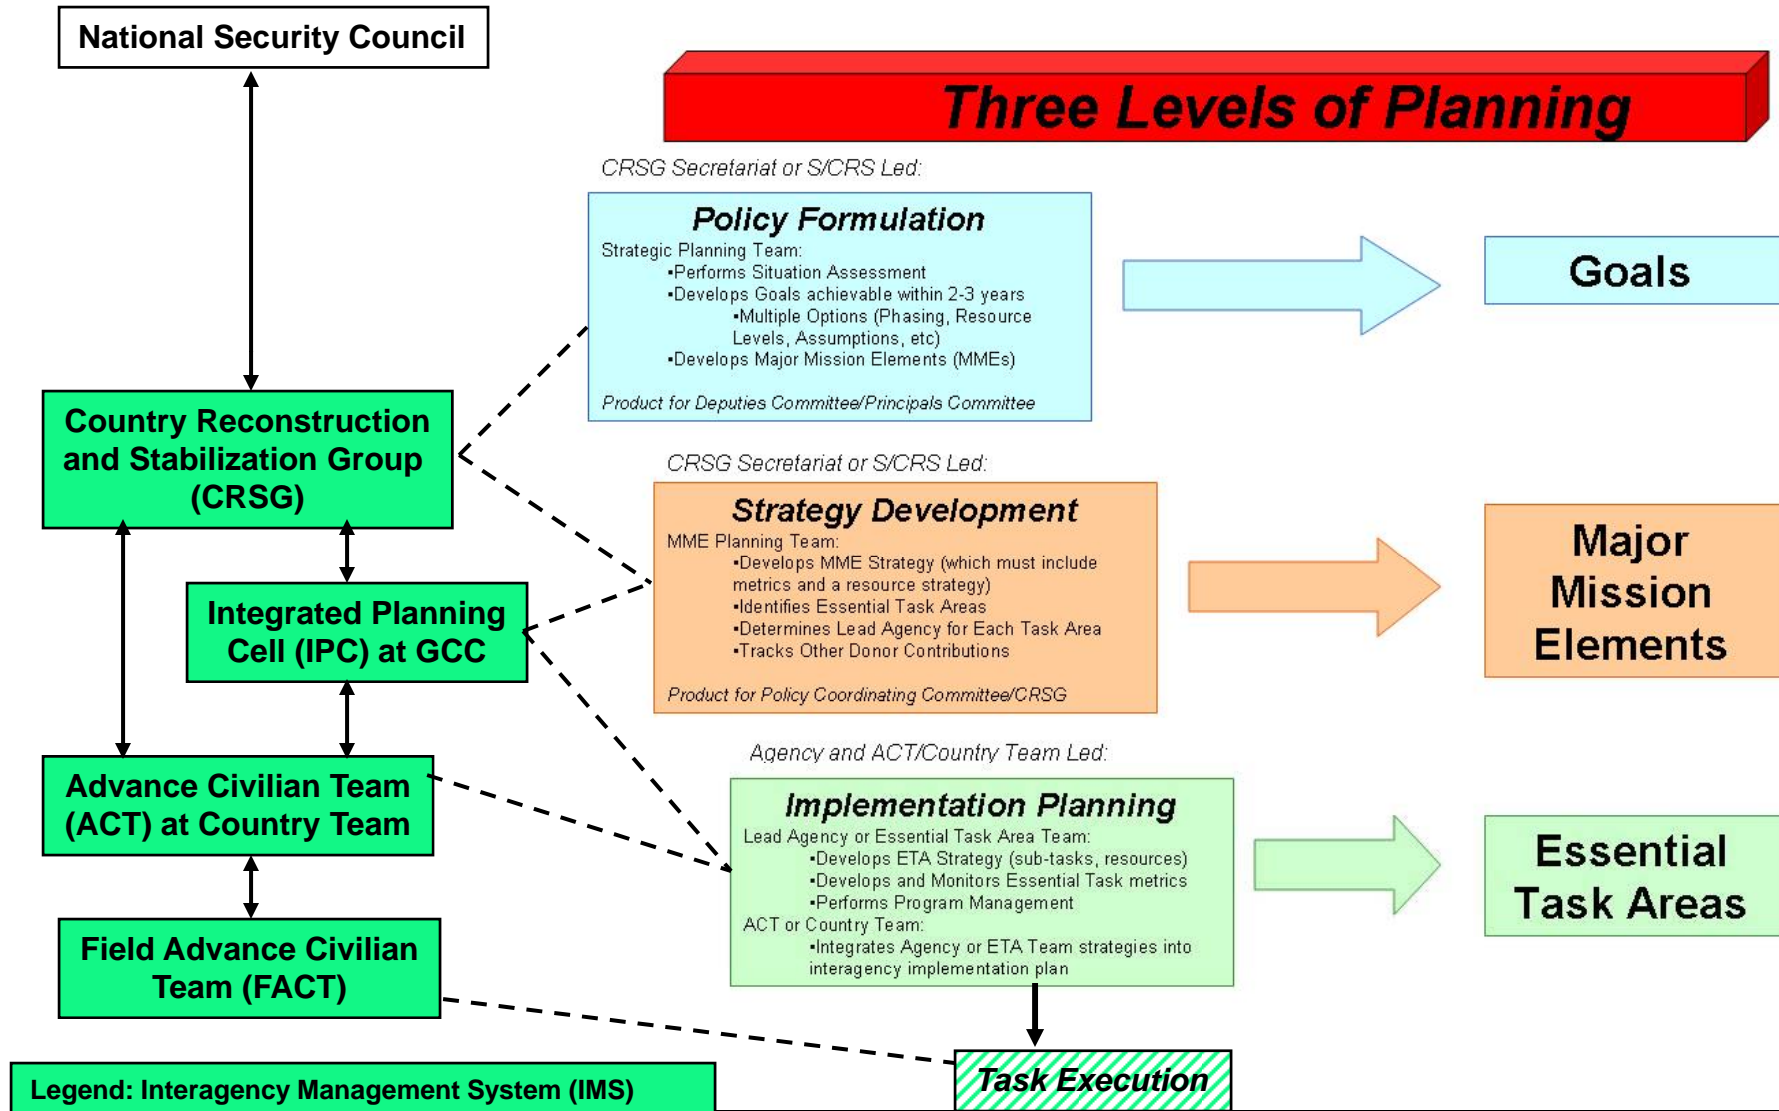 National Security Council
Three Levels of Planning
CRSG Secretariat or S/CRS Led:
Policy Formulation
Strategic Planning Team:
▪Performs Situation Assessment
▪Develops Goals achievable within 2-3 years
▪Multiple Options (Phasing, Resource
Levels, Assumptions, etc)
▪Develops Major Mission Elements (MMEs)
Product for Deputies Committee/Principals Committee
Goals
Country Reconstruction
and Stabilization Group
(CRSG)
CRSG Secretariat or S/CRS Led:
Strategy Development
MME Planning Team:
▪Develops MME Strategy (which must include
metrics and a resource strategy)
▪Identifies Essential Task Areas
▪Determines Lead Agency for Each Task Area
▪Tracks Other Donor Contributions
Product for Policy Coordinating Committee/CRSG
Major
Mission
Elements
Integrated Planning
Cell (IPC) at GCC
Advance Civilian Team
(ACT) at Country Team
Agency and ACT/Country Team Led:
Implementation Planning
Lead Agency or Essential Task Area Team:
▪Develops ETA Strategy (sub-tasks, resources)
▪Develops and Monitors Essential Task metrics
▪Performs Program Management
ACT or Country Team:
▪Integrates Agency or ETA Team strategies into
interagency implementation plan
Essential
Task Areas
Field Advance Civilian
Team (FACT)
Task Execution
Legend: Interagency Management System (IMS)